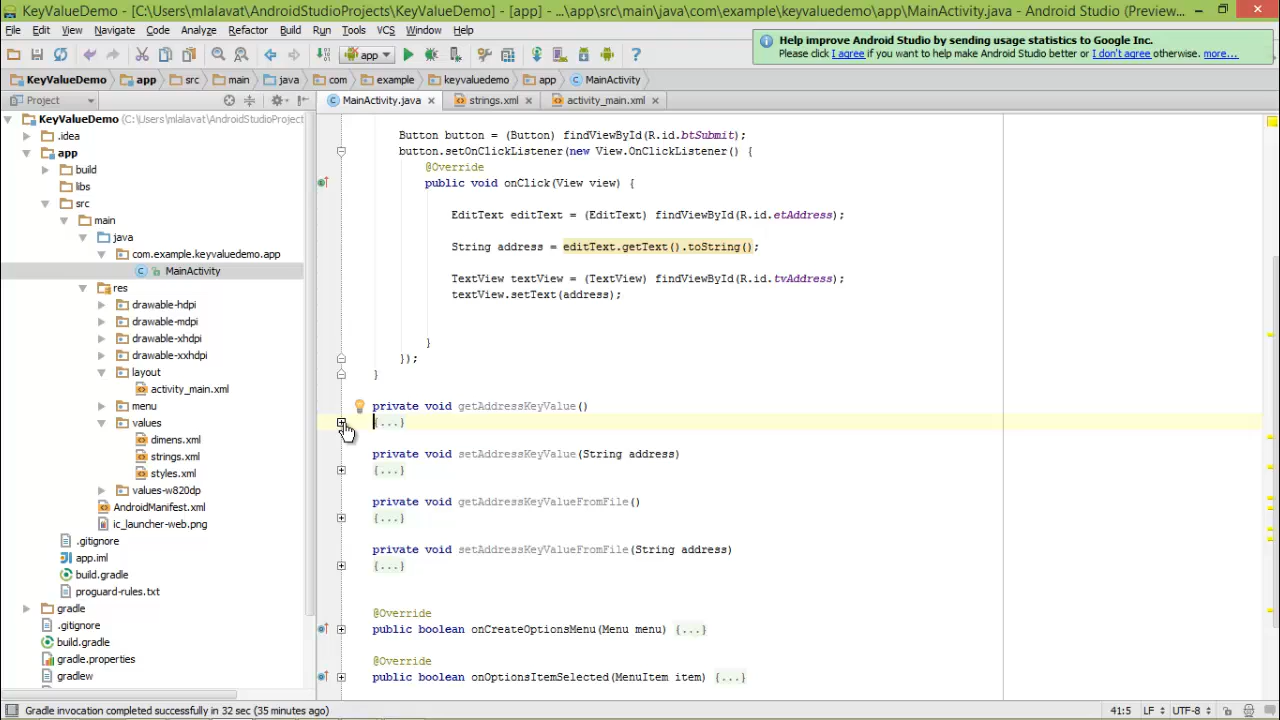 KeyValueDemo - [C:\Users\mlalavat\AndroidStudioProjects\KeyValueDemo] - [app] - ...\app\src\main\java\com\example\keyvaluedemo\app\MainActivity.java - Android Studio (Preview...
File Edit View Navigate Code Analyze Refactor Build Run Tools VCS Window Help
Help improve Android Studio by sending usage statistics to Google Inc.
Please click I agree if you want to help make Android Studio better or I don't agree otherwise. more...
app
KeyValueDemo app src main java com example keyvaluedemo app MainActivity
Project
MainActivity.java strings.xml activity_main.xml
KeyValueDemo (C:\Users\mlalavat\AndroidStudioProject
.idea
app
build
libs
src
main
java
com.example.keyvaluedemo.app
MainActivity
res
drawable-hdpi
drawable-mdpi
drawable-xhdpi
drawable-xxhdpi
layout
activity_main.xml
menu
values
dimens.xml
strings.xml
styles.xml
values-w820dp
AndroidManifest.xml
ic_launcher-web.png
.gitignore
app.iml
build.gradle
proguard-rules.txt
gradle
.gitignore
build.gradle
gradle.properties
gradlew
Button button = (Button) findViewById(R.id.btSubmit);
button.setOnClickListener(new View.OnClickListener() {
@Override
public void onClick(View view) {
EditText editText = (EditText) findViewById(R.id.etAddress);
String address = editText.getText().toString();
TextView textView = (TextView) findViewById(R.id.tvAddress);
textView.setText(address);
}
});
}
private void getAddressKeyValue()
{...}
private void setAddressKeyValue(String address)
{...}
private void getAddressKeyValueFromFile()
{...}
private void setAddressKeyValueFromFile(String address)
{...}
@Override
public boolean onCreateOptionsMenu(Menu menu) {...}
@Override
public boolean onOptionsItemSelected(MenuItem item) {...}
Gradle invocation completed successfully in 32 sec (35 minutes ago) 41:5 LF UTF-8